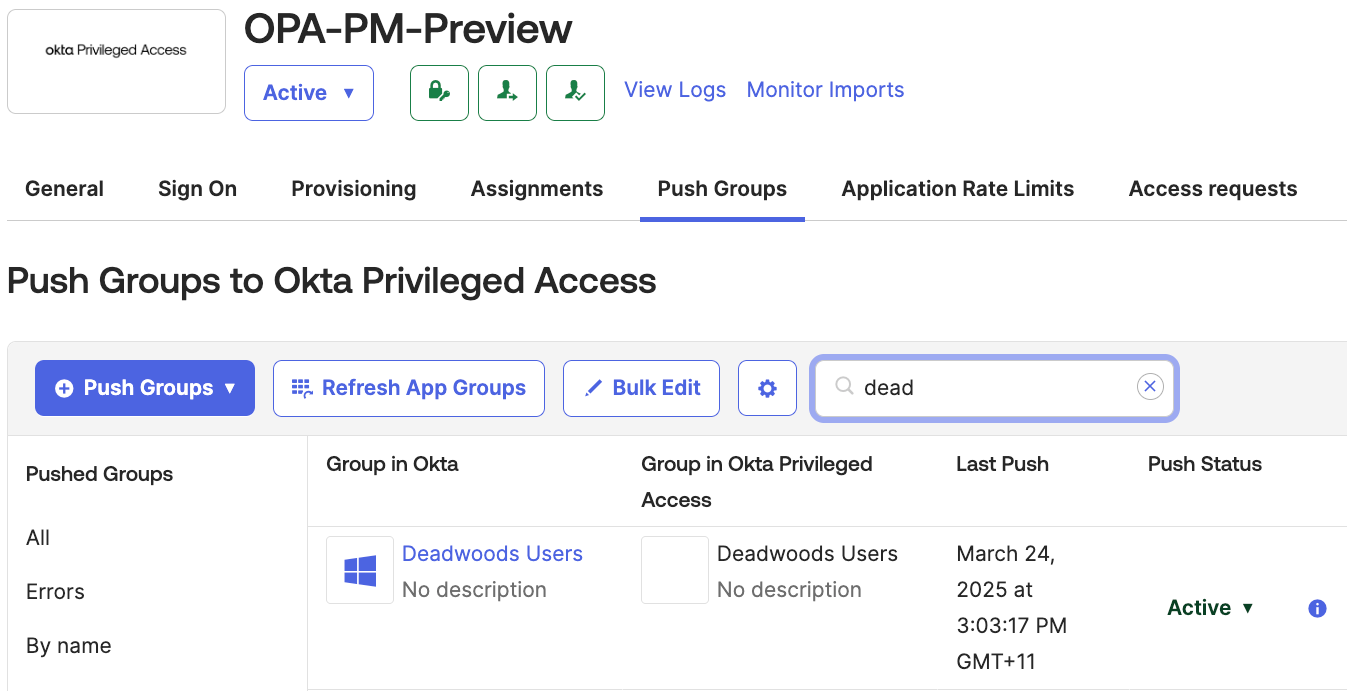 okta Privileged Access
OPA-PM-Preview
Active
View Logs
Monitor Imports
General
Sign On
Provisioning
Assignments
Push Groups
Application Rate Limits
Access requests
Push Groups to Okta Privileged Access
Push Groups
Refresh App Groups
Bulk Edit
dead
Pushed Groups
All
Errors
By name
Group in Okta
Group in Okta Privileged
Access
Last Push
Push Status
Deadwoods Users
No description
Deadwoods Users
No description
March 24,
2025 at
3:03:17 PM
GMT+11
Active